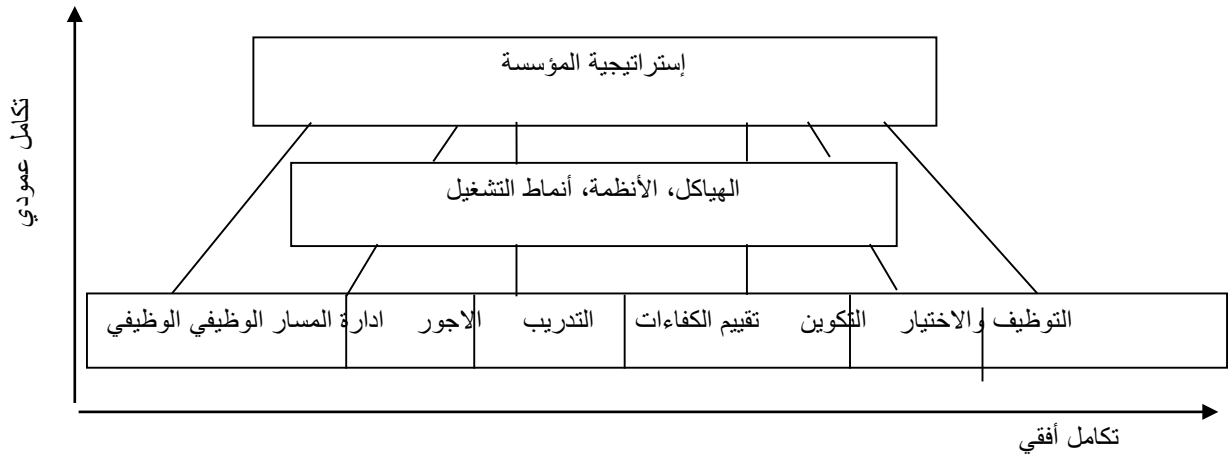 إستراتيجية المؤسسة
تكامل عمودي
الهياكل، الأنظمة، أنماط التشغيل
التوظيف والاختيار التكوين تقييم الكفاءات التدريب الاجور ادارة المسار الوظيفي الوظيفي
تكامل أفقي